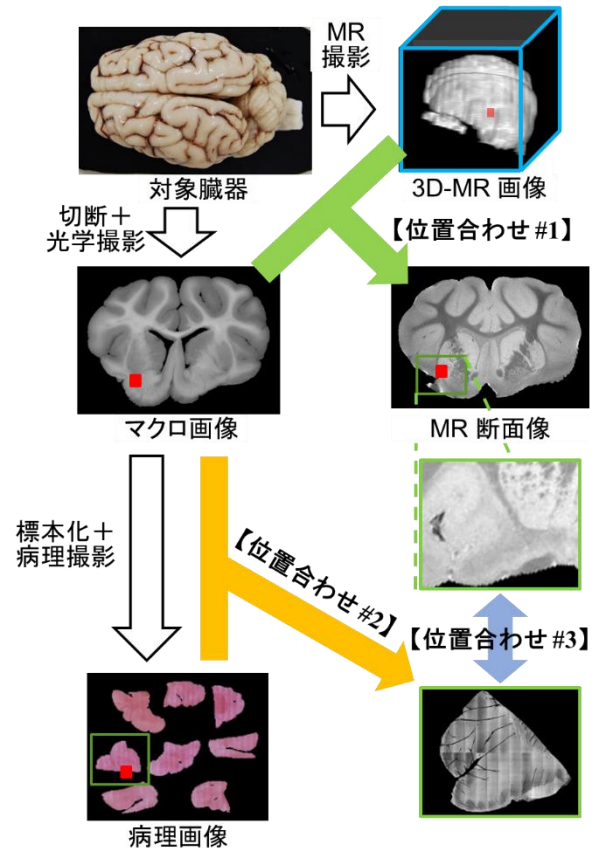 MR
撮影
対象臓器
3D-MR 画像
切断＋
光学撮影
【位置合わせ #1】
マクロ画像
MR 断面像
標本化＋
病理撮影
【位置合わせ #2】
【位置合わせ #3】
病理画像